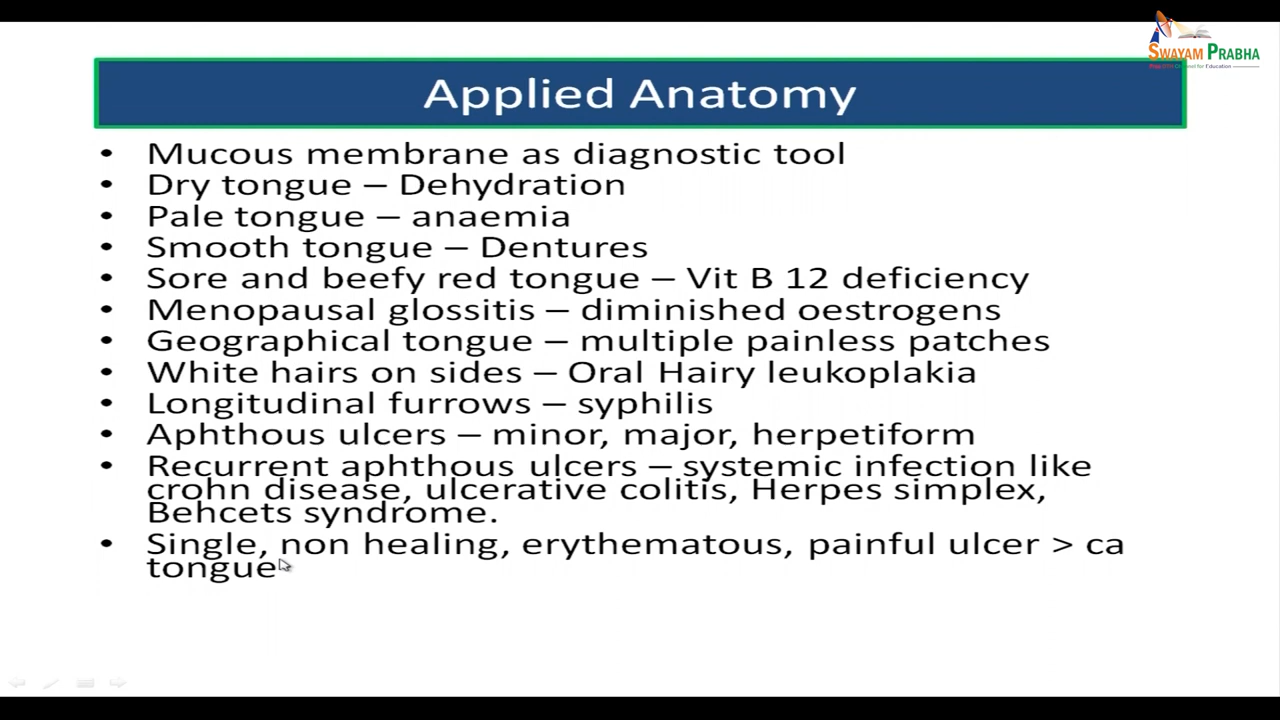 SWAYAM PRABHA
Applied Anatomy
• Mucous membrane as diagnostic tool
• Dry tongue – Dehydration
• Pale tongue – anaemia
• Smooth tongue – Dentures
• Sore and beefy red tongue – Vit B 12 deficiency
• Menopausal glossitis – diminished oestrogens
• Geographical tongue – multiple painless patches
• White hairs on sides – Oral Hairy leukoplakia
• Longitudinal furrows – syphilis
• Aphthous ulcers – minor, major, herpetiform
• Recurrent aphthous ulcers – systemic infection like
crohn disease, ulcerative colitis, Herpes simplex,
Behcets syndrome.
• Single, non healing, erythematous, painful ulcer > ca
tongue